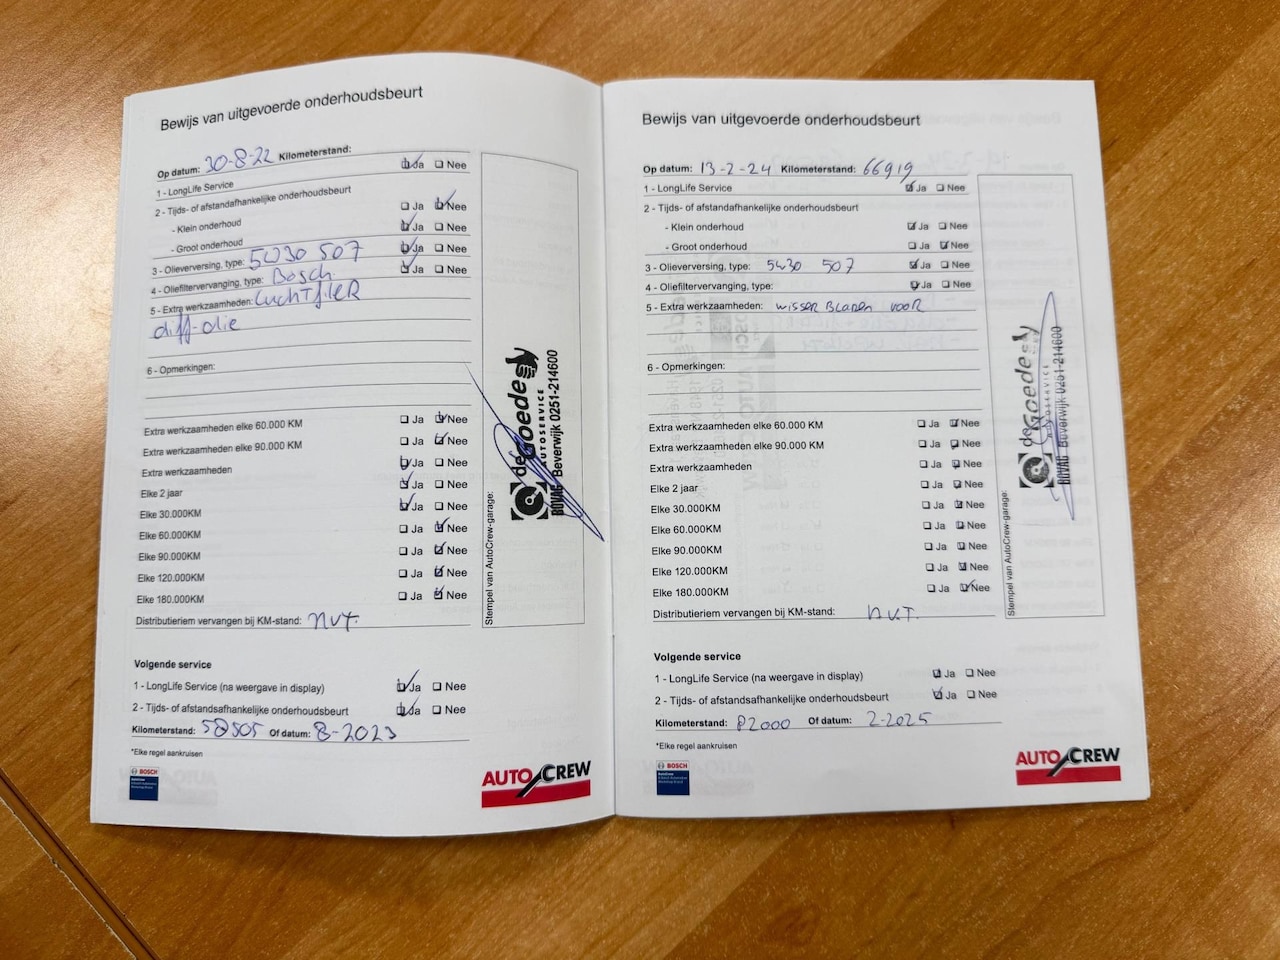 Bewijs van uitgevoerde onderhoudsbeurt
Op datum: 30-8-22 Kilometerstand:
1 - LongLife Service Ja Nee
2 - Tijds- of afstandafhankelijke onderhoudsbeurt
- Klein onderhoud Ja Nee
- Groot onderhoud Ja Nee
3 - Olieverversing, type: 5W30 507 Ja Nee
4 - Oliefiltervervanging, type: Bosch Ja Nee
5 - Extra werkzaamheden: LuchTfilteR
diff-olie
6 - Opmerkingen:
Extra werkzaamheden elke 60.000 KM Ja Nee
Extra werkzaamheden elke 90.000 KM Ja Nee
Extra werkzaamheden Ja Nee
Elke 2 jaar Ja Nee
Elke 30.000KM Ja Nee
Elke 60.000KM Ja Nee
Elke 90.000KM Ja Nee
Elke 120.000KM Ja Nee
Elke 180.000KM Ja Nee
Distributieriem vervangen bij KM-stand: nvt.
Stempel van AutoCrew-garage:
de Goede
AUTOSERVICE
BOVAG Beverwijk 0251-214600
Volgende service
1 - LongLife Service (na weergave in display) Ja Nee
2 - Tijds- of afstandsafhankelijke onderhoudsbeurt Ja Nee
Kilometerstand: 58505 Of datum: 8-2023
*Elke regel aankruisen
BOSCH
AUTO CREW
Bewijs van uitgevoerde onderhoudsbeurt
Op datum: 13-2-24 Kilometerstand: 66919
1 - LongLife Service Ja Nee
2 - Tijds- of afstandafhankelijke onderhoudsbeurt
- Klein onderhoud Ja Nee
- Groot onderhoud Ja Nee
3 - Olieverversing, type: 5W30 507 Ja Nee
4 - Oliefiltervervanging, type: Ja Nee
5 - Extra werkzaamheden: wisserBladen vooR
6 - Opmerkingen:
Extra werkzaamheden elke 60.000 KM Ja Nee
Extra werkzaamheden elke 90.000 KM Ja Nee
Extra werkzaamheden Ja Nee
Elke 2 jaar Ja Nee
Elke 30.000KM Ja Nee
Elke 60.000KM Ja Nee
Elke 90.000KM Ja Nee
Elke 120.000KM Ja Nee
Elke 180.000KM Ja Nee
Distributieriem vervangen bij KM-stand: n.v.T.
Stempel van AutoCrew-garage:
de Goede
AUTOSERVICE
BOVAG Beverwijk 0251-214600
Volgende service
1 - LongLife Service (na weergave in display) Ja Nee
2 - Tijds- of afstandsafhankelijke onderhoudsbeurt Ja Nee
Kilometerstand: 82000 Of datum: 2-2025
*Elke regel aankruisen
BOSCH
AUTO CREW